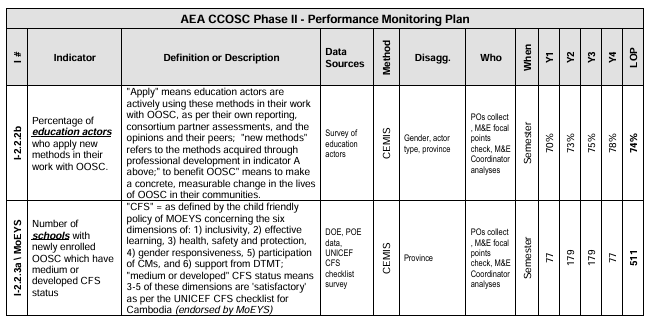 AEA CCOSC Phase II - Performance Monitoring Plan
I #
Indicator
Definition or Description
Data
Sources
Method
Disagg.
Who
When
Y1
Y2
Y3
Y4
LOP
I-2.2.2b
Percentage of
education actors
who apply new
methods in their
work with OOSC.
"Apply" means education actors are
actively using these methods in their work
with OOSC, as per their own reporting,
consortium partner assessments, and the
opinions and their peers;  "new methods"
refers to the methods acquired through
professional development in indicator A
above;" to benefit OOSC" means to make
a concrete, measurable change in the lives
of OOSC in their communities.
Survey of
education
actors
CEMIS
Gender, actor
type, province
POs collect
, M&E focal
points
check, M&E
Coordinator
analyses
Semester
70%
73%
75%
78%
74%
I-2.2.3a \ MoEYS
Number of
schools with
newly enrolled
OOSC which have
medium or
developed CFS
status
"CFS" = as defined by the child friendly
policy of MOEYS concerning the six
dimensions of: 1) inclusivity, 2) effective
learning, 3) health, safety and protection,
4) gender responsiveness, 5) participation
of CMs, and 6) support from DTMT;
"medium or developed" CFS status means
3-5 of these dimensions are 'satisfactory'
as per the UNICEF CFS checklist for
Cambodia (endorsed by MoEYS)
DOE, POE
data,
UNICEF
CFS
checklist
survey
CEMIS
Province
POs collect
, M&E focal
points
check, M&E
Coordinator
analyses
Semester
77
179
179
77
511